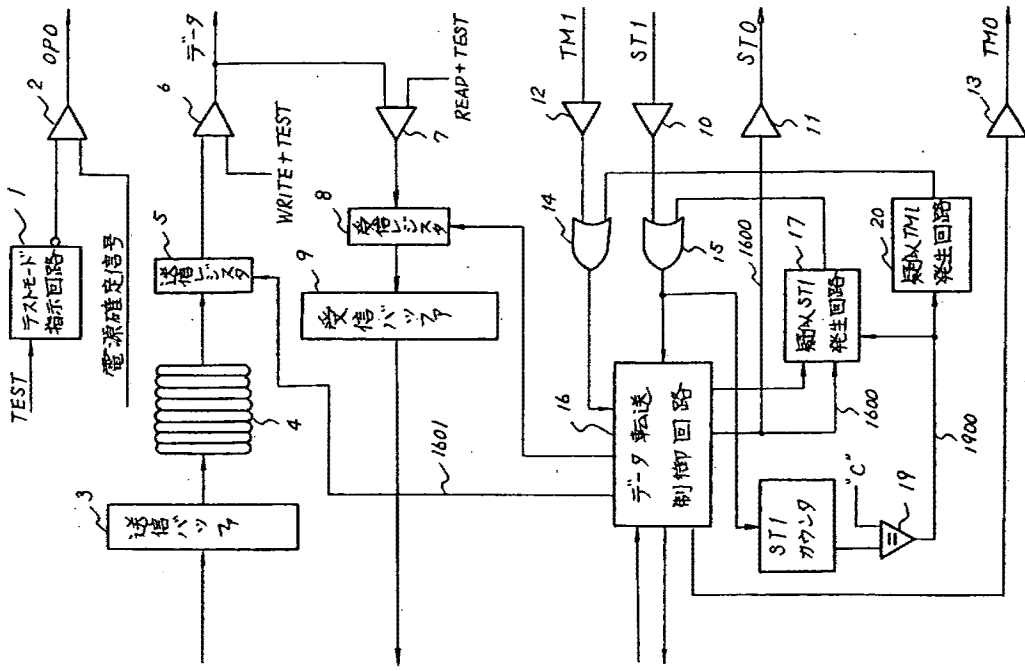 TEST
1
テストモード
指示回路
電源確定信号
2
OPO
3
送信バッファ
4
5
送信レジスタ
6
データ
WRITE+TEST
7
READ+TEST
8
受信レジスタ
9
受信バッファ
1601
12
TM1
10
ST1
14
15
11
STO
1600
13
TMO
16
データ転送
制御回路
17
疑似ST1
発生回路
1600
20
疑似TM1
発生回路
ST1
カウンタ
"C"
=
19
1900